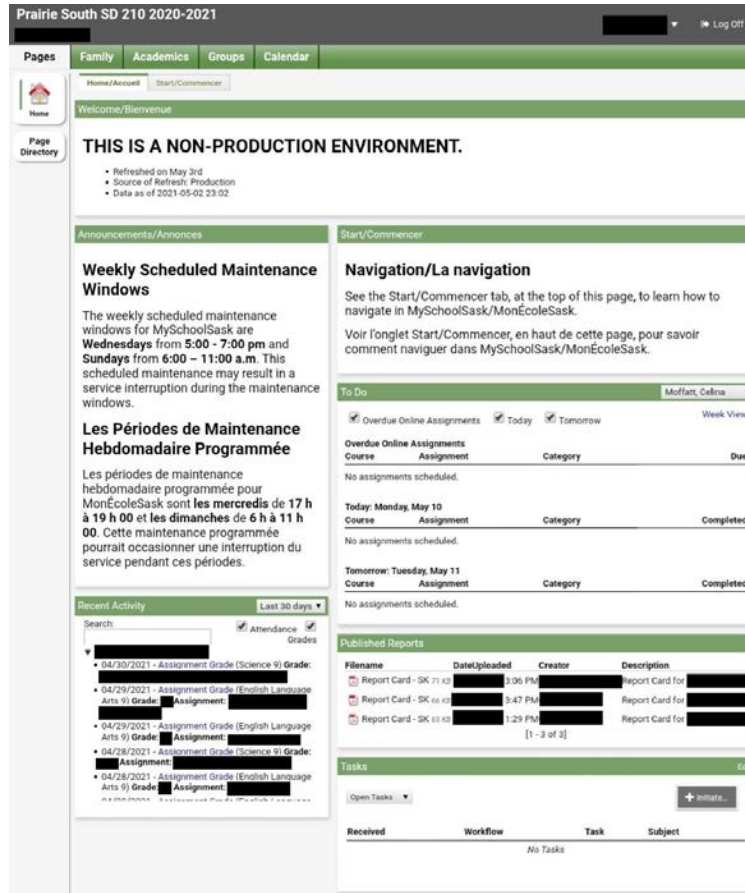 Prairie South SD 210 2020-2021
Log Off
Pages
Family
Academics
Groups
Calendar
Home
Page
Directory
Home/Accueil
Start/Commencer
Welcome/Bienvenue
THIS IS A NON-PRODUCTION ENVIRONMENT.
• Refreshed on May 3rd
• Source of Refresh: Production
• Data as of 2021-05-02 23:02
Announcements/Annonces
Weekly Scheduled Maintenance
Windows
The weekly scheduled maintenance
windows for MySchoolSask are
Wednesdays from 5:00 - 7:00 pm and
Sundays from 6:00 – 11:00 a.m. This
scheduled maintenance may result in a
service interruption during the maintenance
windows.
Les Périodes de Maintenance
Hebdomadaire Programmée
Les périodes de maintenance
hebdomadaire programmée pour
MonÉcoleSask sont les mercredis de 17 h
à 19 h 00 et les dimanches de 6 h à 11 h
00. Cette maintenance programmée
pourrait occasionner une interruption du
service pendant ces périodes.
Recent Activity
Last 30 days
Search:
Attendance
Grades
• 04/30/2021 - Assignment Grade (Science 9) Grade:
• 04/29/2021 - Assignment Grade (English Language
Arts 9) Grade: Assignment:
• 04/29/2021 - Assignment Grade (English Language
Arts 9) Grade: Assignment:
• 04/28/2021 - Assignment Grade (Science 9) Grade:
Assignment:
• 04/28/2021 - Assignment Grade (English Language
Arts 9) Grade: Assignment:
Start/Commencer
Navigation/La navigation
See the Start/Commencer tab, at the top of this page, to learn how to
navigate in MySchoolSask/MonÉcoleSask.
Voir l'onglet Start/Commencer, en haut de cette page, pour savoir
comment naviguer dans MySchoolSask/MonÉcoleSask.
To Do
Moffatt, Celina
Overdue Online Assignments Today Tomorrow
Week View
Overdue Online Assignments
Course Assignment Category Due
No assignments scheduled.
Today: Monday, May 10
Course Assignment Category Completed
No assignments scheduled.
Tomorrow: Tuesday, May 11
Course Assignment Category Completed
No assignments scheduled.
Published Reports
Filename DateUploaded Creator Description
Report Card - SK 71 KB 3:06 PM Report Card for
Report Card - SK 66 KB 3:47 PM Report Card for
Report Card - SK 65 KB 1:29 PM Report Card for
[1 - 3 of 3]
Tasks
Open Tasks
Initiate...
Received Workflow Task Subject
No Tasks